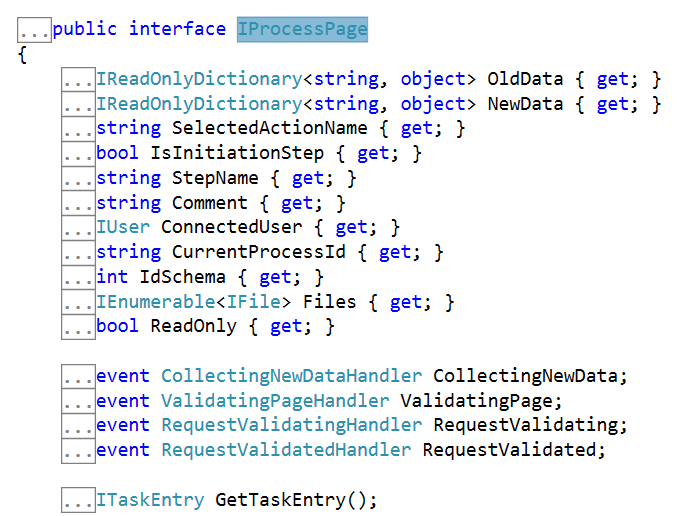 ...public interface IProcessPage
{
...IReadOnlyDictionary<string, object> OldData { get; }
...IReadOnlyDictionary<string, object> NewData { get; }
...string SelectedActionName { get; }
...bool IsInitiationStep { get; }
...string StepName { get; }
...string Comment { get; }
...IUser ConnectedUser { get; }
...string CurrentProcessId { get; }
...int IdSchema { get; }
...IEnumerable<IFile> Files { get; }
...bool ReadOnly { get; }
...event CollectingNewDataHandler CollectingNewData;
...event ValidatingPageHandler ValidatingPage;
...event RequestValidatingHandler RequestValidating;
...event RequestValidatedHandler RequestValidated;
...ITaskEntry GetTaskEntry();